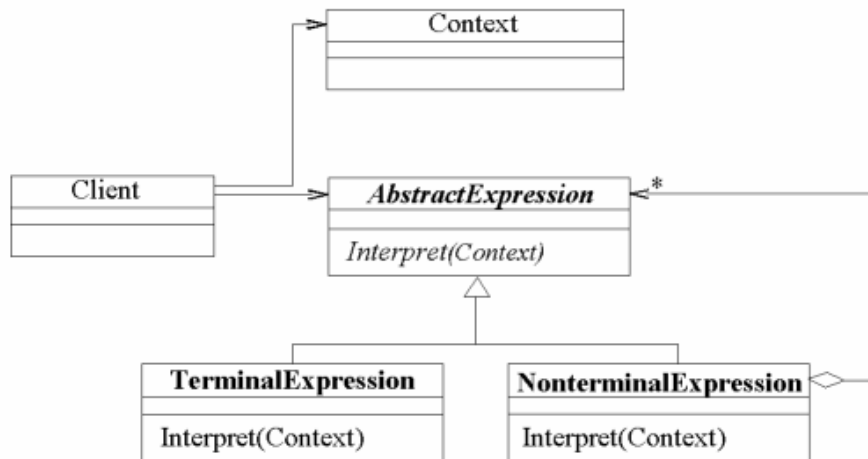 Context
Client
AbstractExpression
*
Interpret(Context)
TerminalExpression
NonterminalExpression
Interpret(Context)
Interpret(Context)